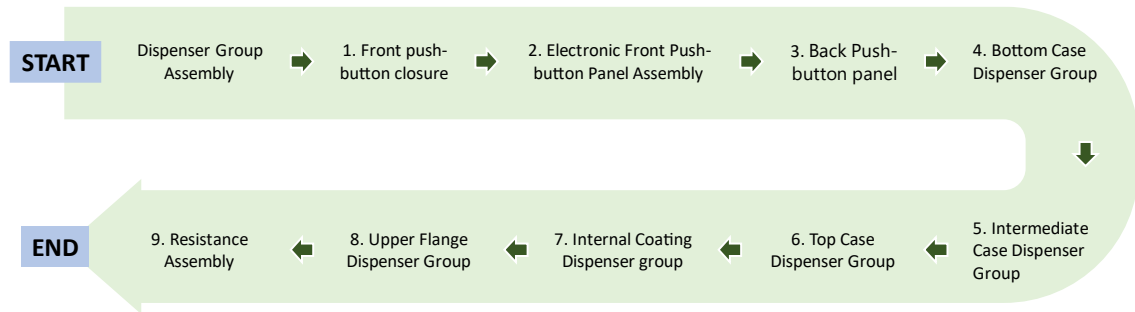 START
Dispenser Group
Assembly
1. Front push-
button closure
2. Electronic Front Push-
button Panel Assembly
3. Back Push-
button panel
4. Bottom Case
Dispenser Group
5. Intermediate
Case Dispenser
Group
6. Top Case
Dispenser Group
7. Internal Coating
Dispenser group
8. Upper Flange
Dispenser Group
9. Resistance
Assembly
END